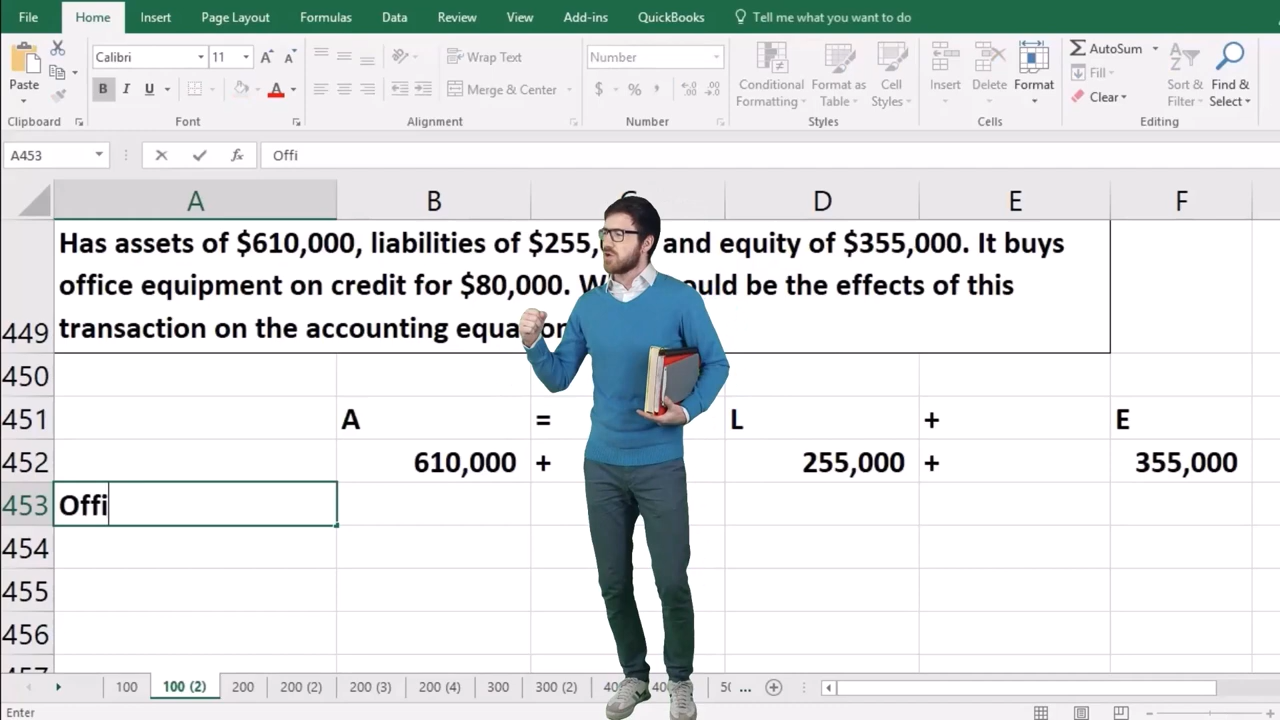 File Home Insert Page Layout Formulas Data Review View Add-ins QuickBooks Tell me what you want to do
Calibri 11 Wrap Text Number AutoSum
Paste B I U A Merge & Center $ % , Conditional Formatting Format as Table Cell Styles Insert Delete Format Fill Clear Sort & Filter Find & Select
Clipboard Font Alignment Number Styles Cells Editing
A453 fx Offi
A B C D E F
Has assets of $610,000, liabilities of $255, and equity of $355,000. It buys
office equipment on credit for $80,000. would be the effects of this
449 transaction on the accounting
450
451 A = L + E
452 610,000 + 255,000 + 355,000
453 Offi
454
455
456
457
100 100 (2) 200 200 (2) 200 (3) 200 (4) 300 300 (2) ...
Enter